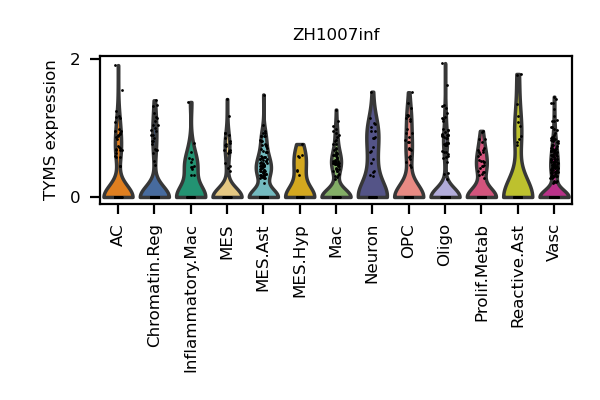 ZH1007inf
TYMS expression
2
0
AC
Chromatin.Reg
Inflammatory.Mac
MES
MES.Ast
MES.Hyp
Mac
Neuron
OPC
Oligo
Prolif.Metab
Reactive.Ast
Vasc